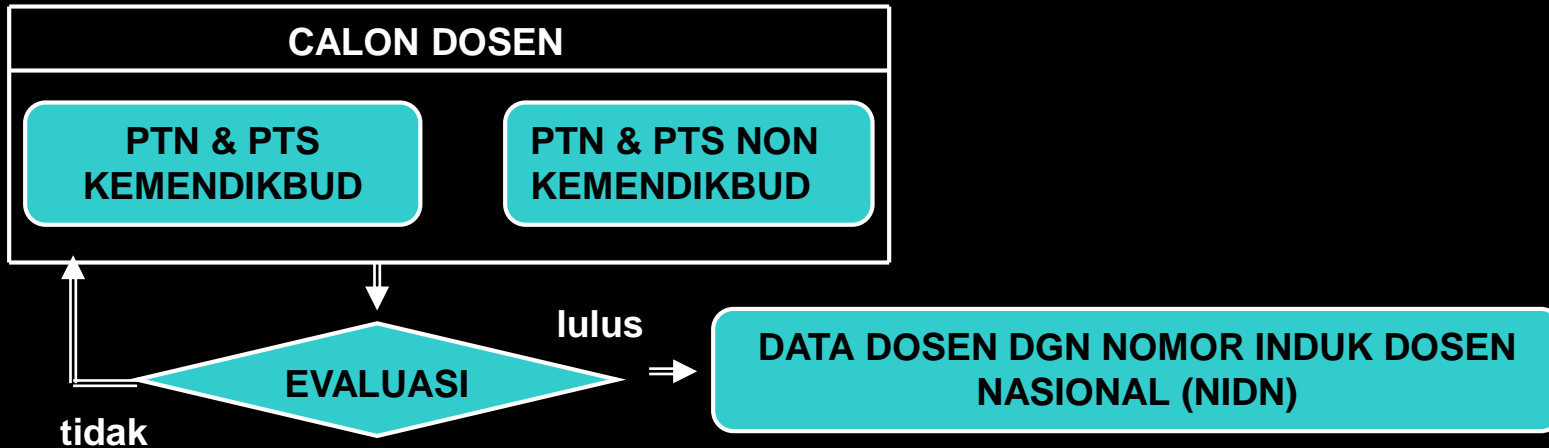 CALON DOSEN
PTN & PTS
KEMENDIKBUD
PTN & PTS NON
KEMENDIKBUD
lulus
EVALUASI
tidak
DATA DOSEN DGN NOMOR INDUK DOSEN
NASIONAL (NIDN)